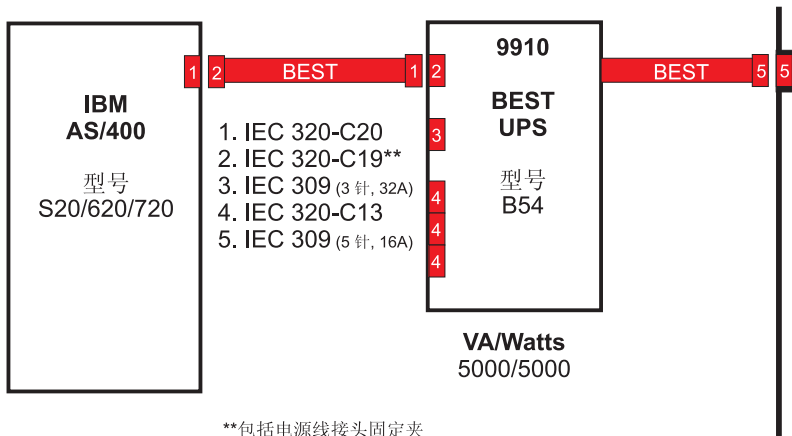 9910
1 2 BEST 1 2 BEST 5 5
IBM
AS/400
BEST
UPS
1. IEC 320-C20
2. IEC 320-C19**
3. IEC 309 (3 针, 32A)
4. IEC 320-C13
5. IEC 309 (5 针, 16A)
3
型号
S20/620/720
型号
B54
4
4
4
VA/Watts
5000/5000
**包括电源线接头固定夹